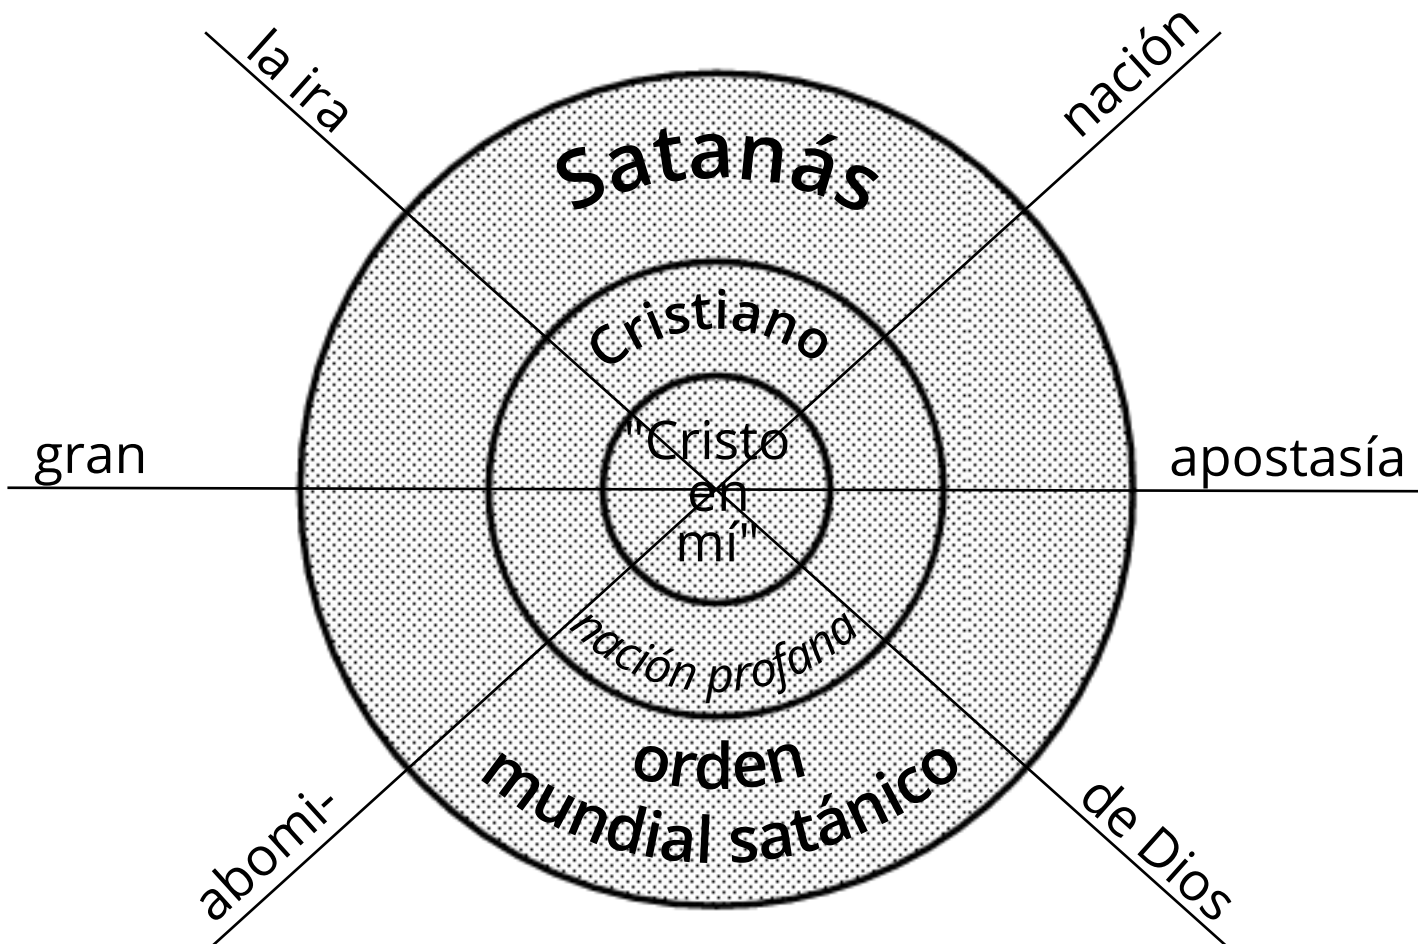 la ira
nación
Satanás
Cristiano
"Cristo
en
mí"
gran
apostasía
nación profana
orden
mundial satánico
abomi-
de Dios